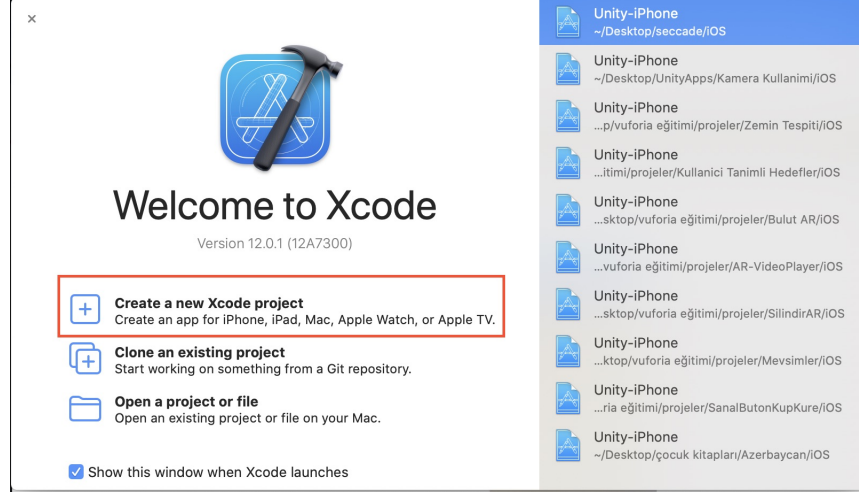 Welcome to Xcode
Version 12.0.1 (12A7300)
Create a new Xcode project
Create an app for iPhone, iPad, Mac, Apple Watch, or Apple TV.
Clone an existing project
Start working on something from a Git repository.
Open a project or file
Open an existing project or file on your Mac.
Show this window when Xcode launches
Unity-iPhone
~/Desktop/seccade/iOS
Unity-iPhone
~/Desktop/UnityApps/Kamera Kullanimi/iOS
Unity-iPhone
...p/vuforia eğitimi/projeler/Zemin Tespiti/iOS
Unity-iPhone
...itimi/projeler/Kullanici Tanimli Hedefler/iOS
Unity-iPhone
...sktop/vuforia eğitimi/projeler/Bulut AR/iOS
Unity-iPhone
...vuforia eğitimi/projeler/AR-VideoPlayer/iOS
Unity-iPhone
...sktop/vuforia eğitimi/projeler/SilindirAR/iOS
Unity-iPhone
...ktop/vuforia eğitimi/projeler/Mevsimler/iOS
Unity-iPhone
...ria eğitimi/projeler/SanalButonKupKure/iOS
Unity-iPhone
~/Desktop/çocuk kitapları/Azerbaycan/iOS